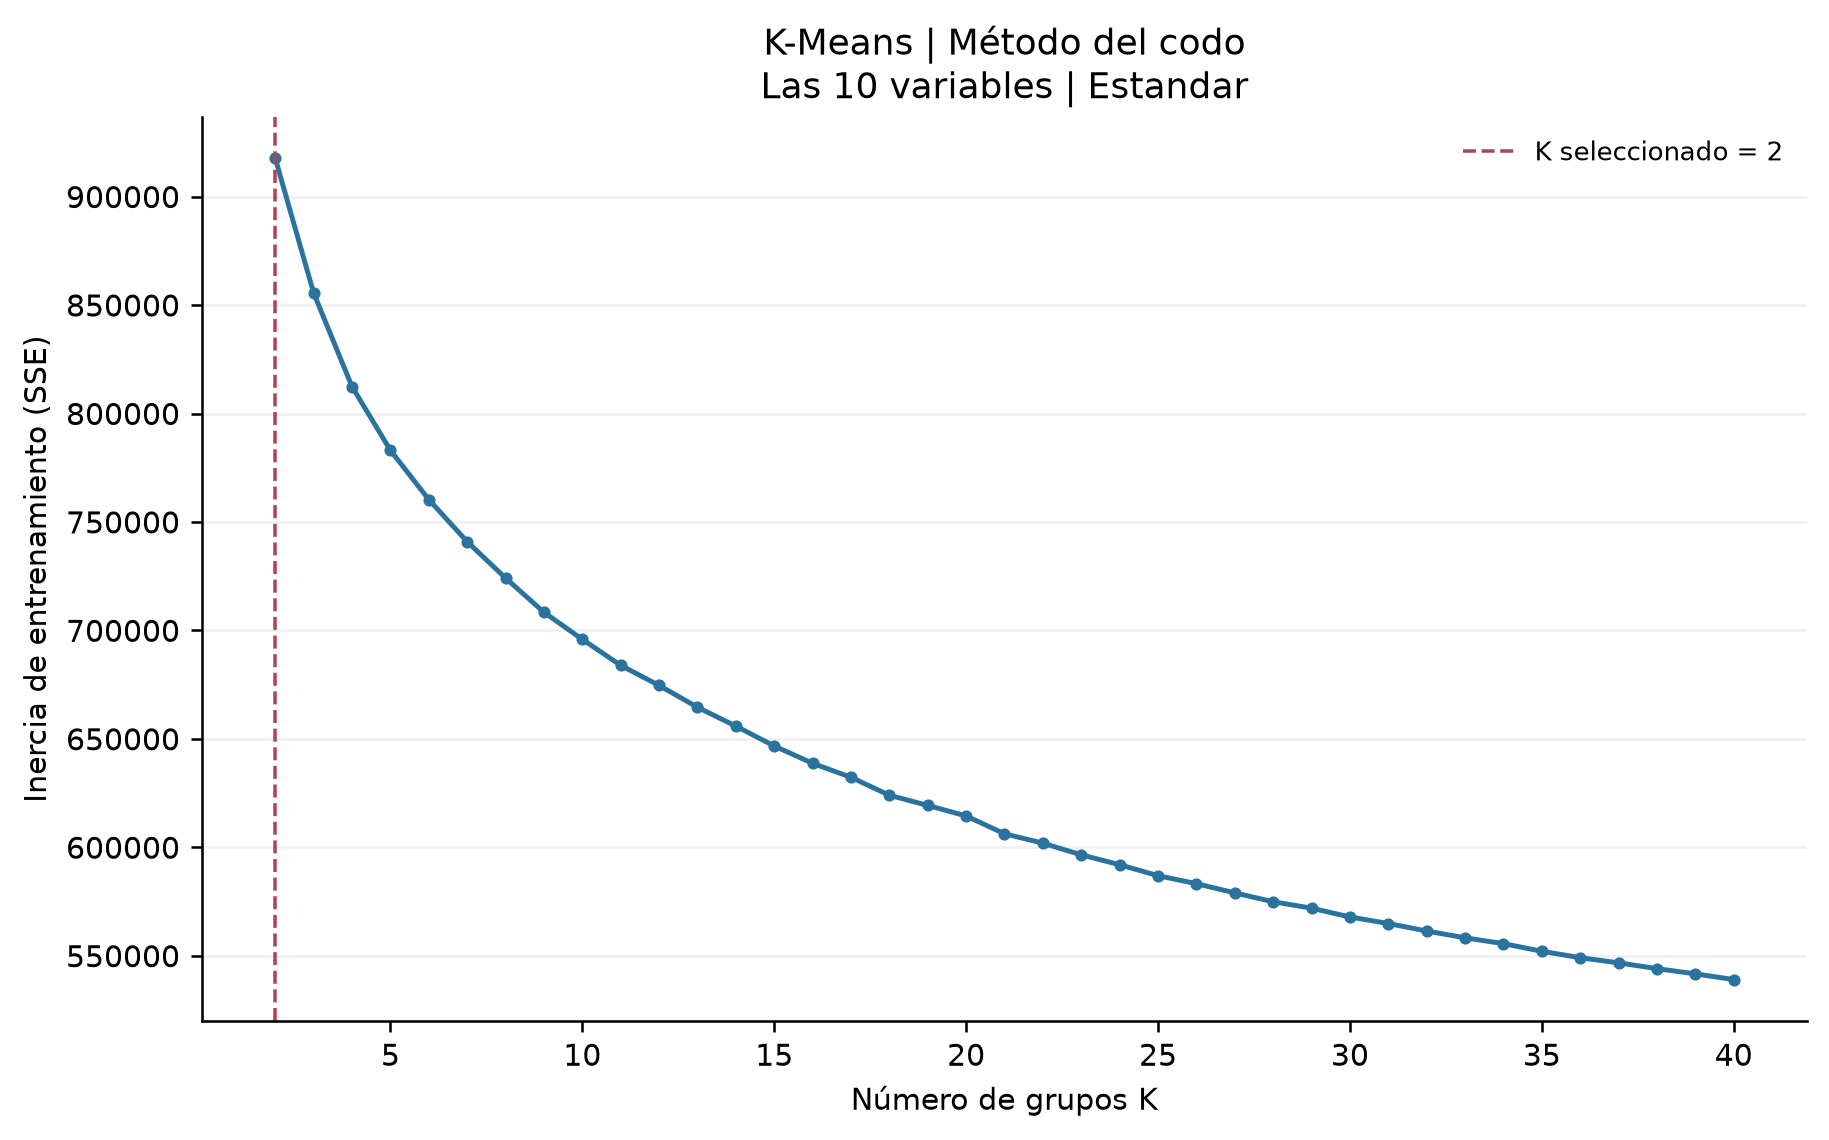 K-Means | Método del codo
Las 10 variables | Estandar
K seleccionado = 2
Inercia de entrenamiento (SSE)
900000
850000
800000
750000
700000
650000
600000
550000
5 10 15 20 25 30 35 40
Número de grupos K